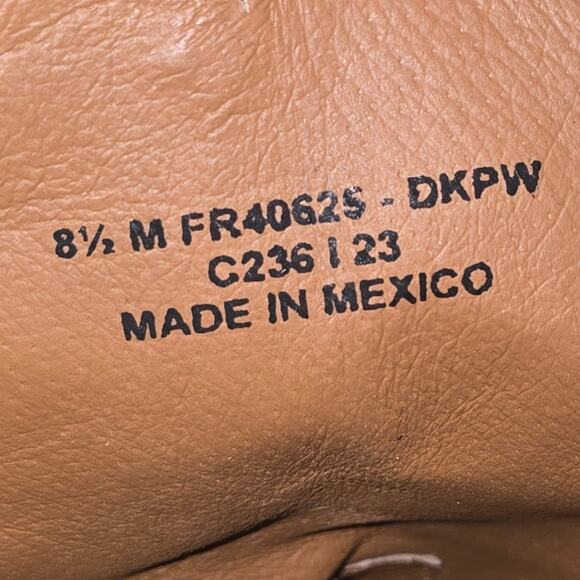 8½ M FR40625 - DKPW
C236 I 23
MADE IN MEXICO